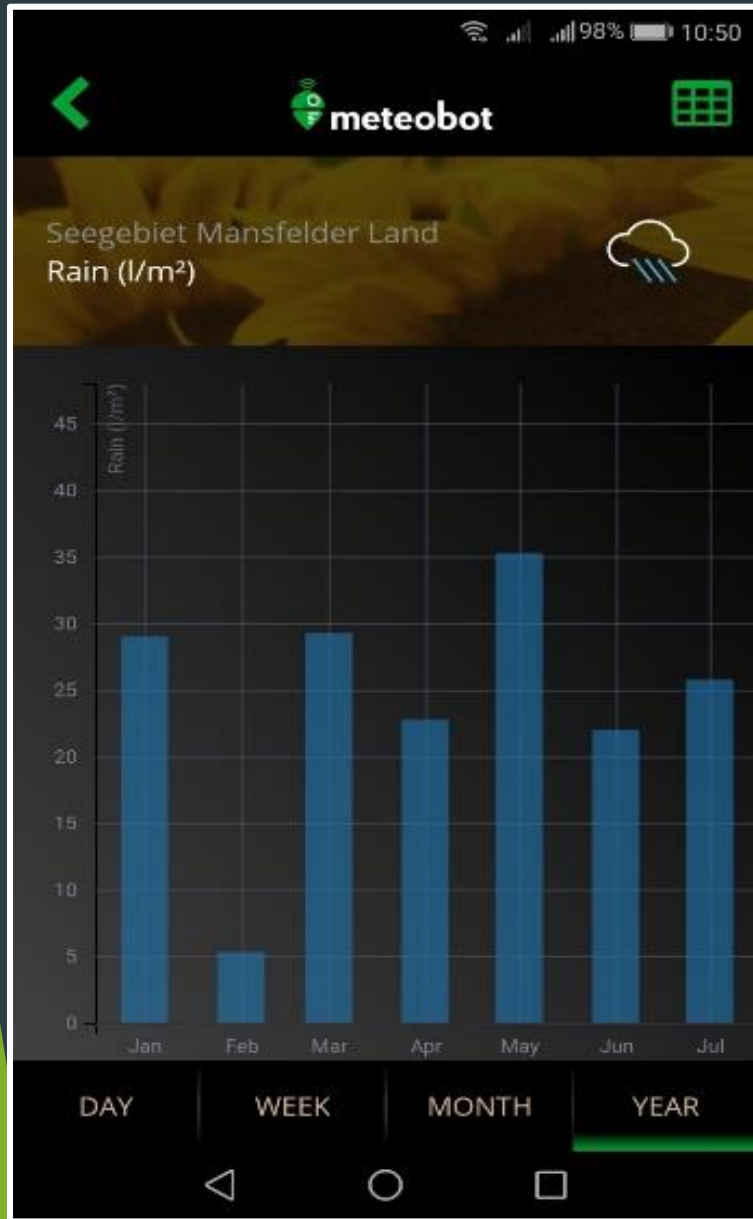 98% 10:50
meteobot
Seegebiet Mansfelder Land
Rain (l/m²)
Rain (l/m²)
45
40
35
30
25
20
15
10
5
0
Jan Feb Mar Apr May Jun Jul
DAY WEEK MONTH YEAR